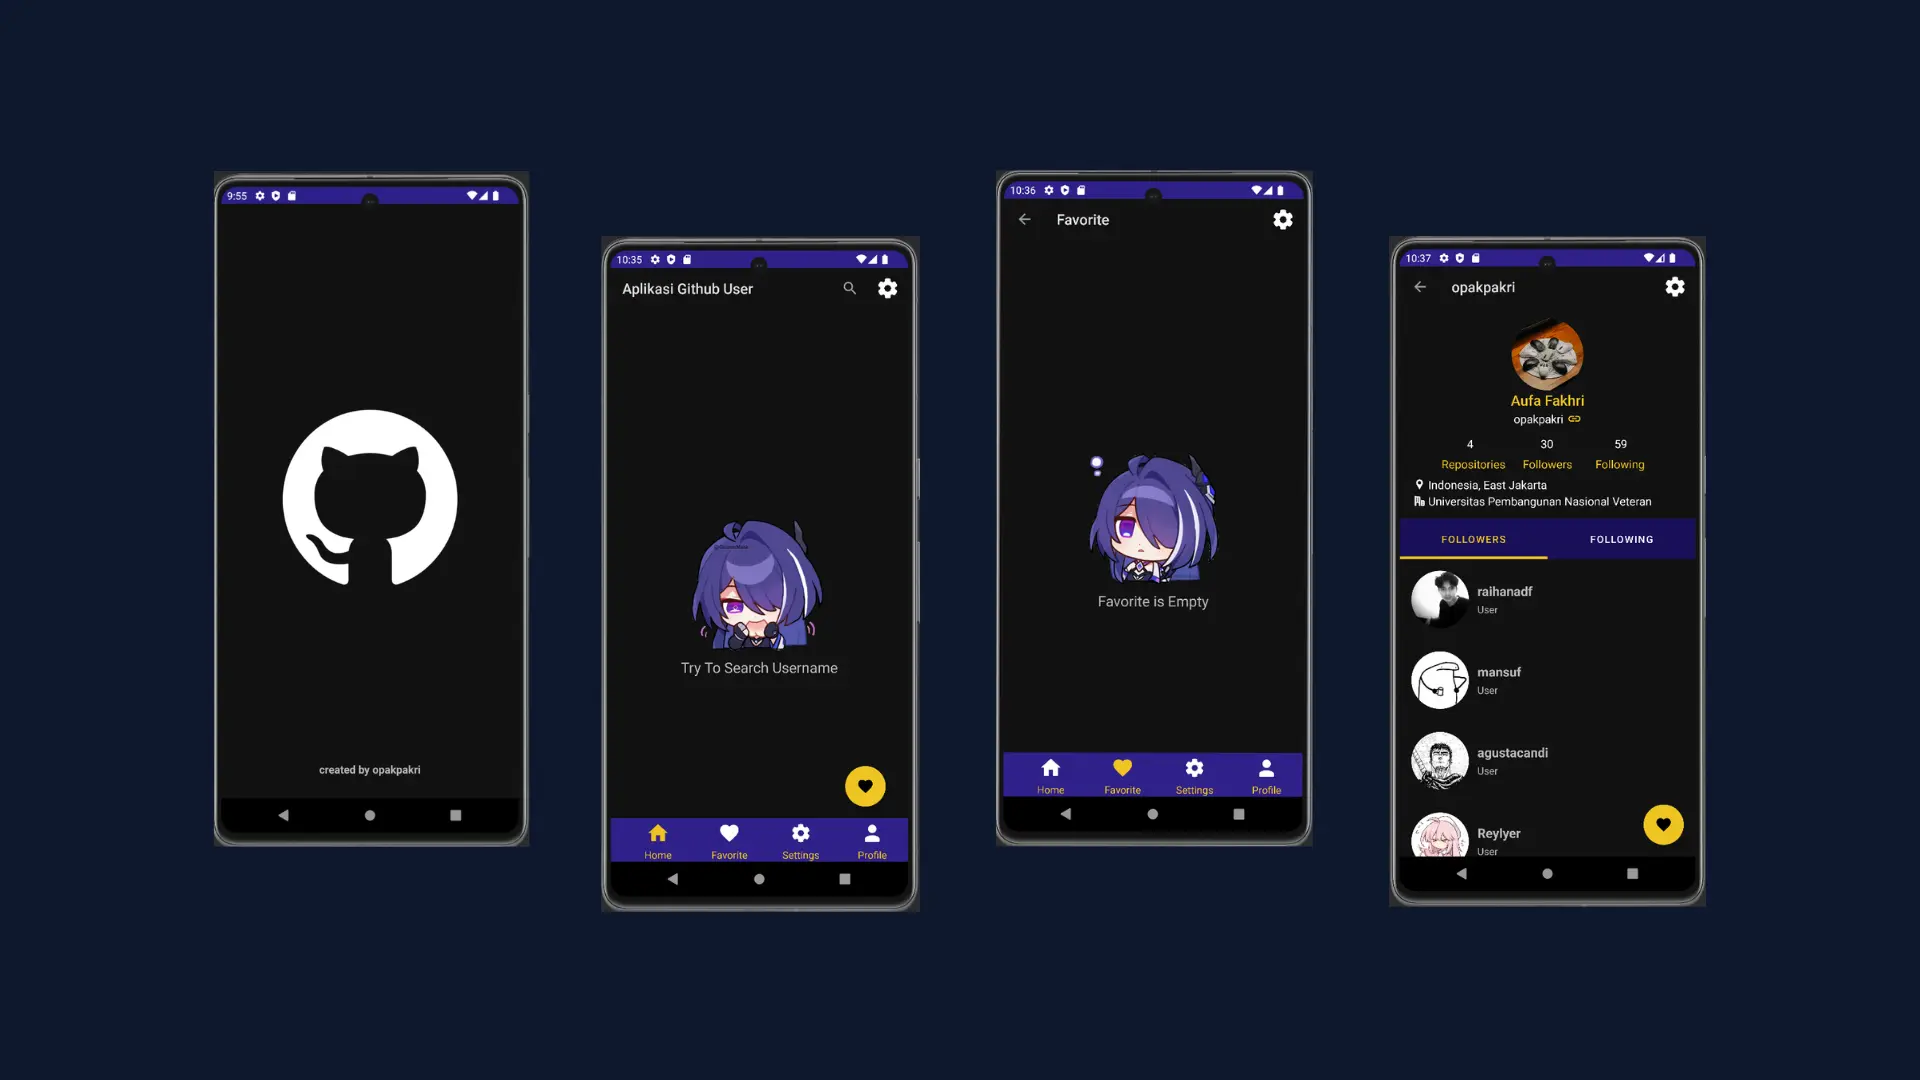 9:55
created by opakpakri
10:35
Aplikasi Github User
Try To Search Username
Home Favorite Settings Profile
10:36
Favorite
Favorite is Empty
Home Favorite Settings Profile
10:37
opakpakri
Aufa Fakhri
opakpakri
4 30 59
Repositories Followers Following
Indonesia, East Jakarta
Universitas Pembangunan Nasional Veteran
FOLLOWERS FOLLOWING
raihanadf
User
mansuf
User
agustacandi
User
Reylyer
User